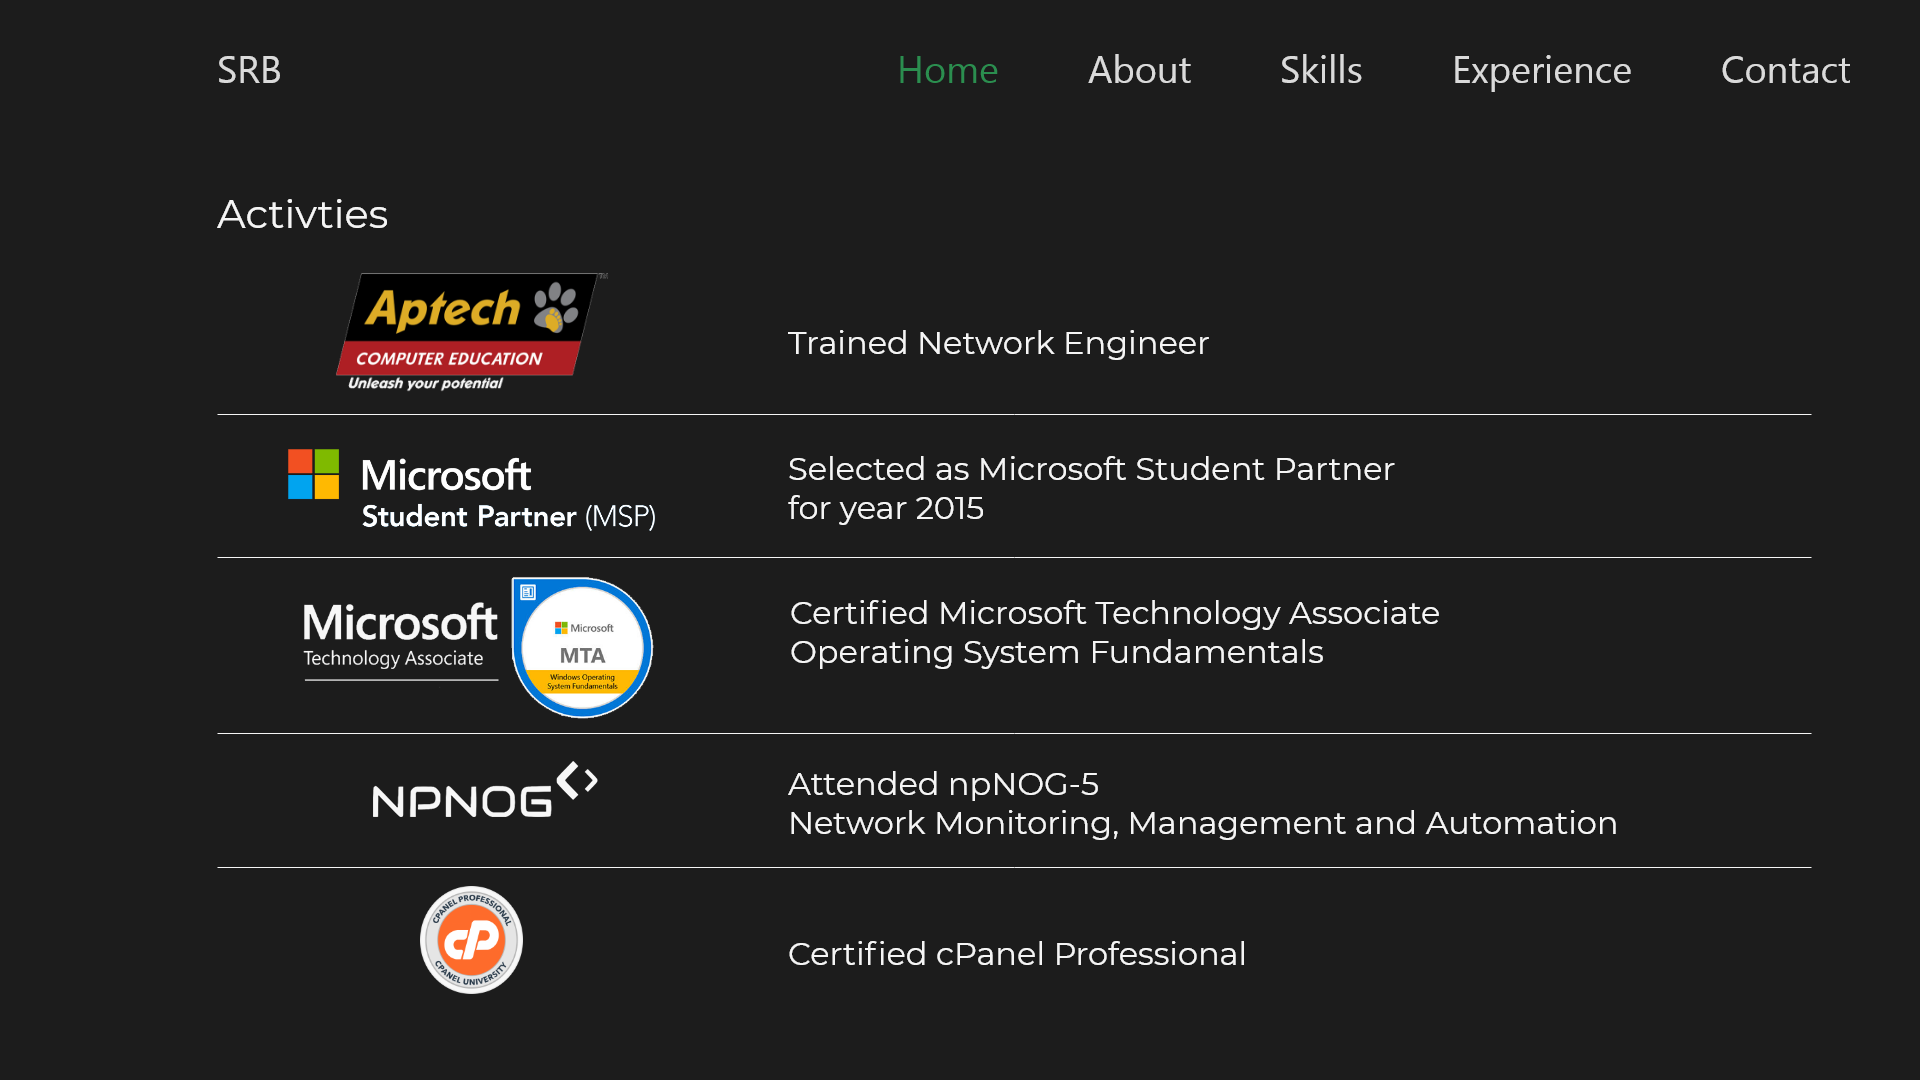 SRB
Home
About
Skills
Experience
Contact
Activties
Aptech
TM
COMPUTER EDUCATION
Unleash your potential
Trained Network Engineer
Microsoft
Student Partner (MSP)
Selected as Microsoft Student Partner
for year 2015
Microsoft
Technology Associate
Microsoft
MTA
Windows Operating
System Fundamentals
Certified Microsoft Technology Associate
Operating System Fundamentals
NPNOG
Attended npNOG-5
Network Monitoring, Management and Automation
CPANEL PROFESSIONAL
cP
CPANEL UNIVERSITY
Certified cPanel Professional